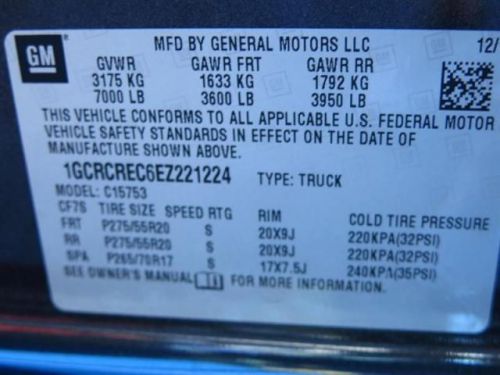 GM
MFD BY GENERAL MOTORS LLC 12/
GVWR GAWR FRT GAWR RR
3175 KG 1633 KG 1792 KG
7000 LB 3600 LB 3950 LB
THIS VEHICLE CONFORMS TO ALL APPLICABLE U.S. FEDERAL MOTOR
VEHICLE SAFETY STANDARDS IN EFFECT ON THE DATE OF
MANUFACTURE SHOWN ABOVE.
1GCRCREC6EZ221224 TYPE: TRUCK
MODEL: C15753
CF7S TIRE SIZE SPEED RTG RIM COLD TIRE PRESSURE
FRT P275/55R20 S 20X9J 220KPA(32PSI)
RR P275/55R20 S 20X9J 220KPA(32PSI)
SPA P265/70R17 S 17X7.5J 240KPA(35PSI)
SEE OWNER'S MANUAL FOR MORE INFORMATION.